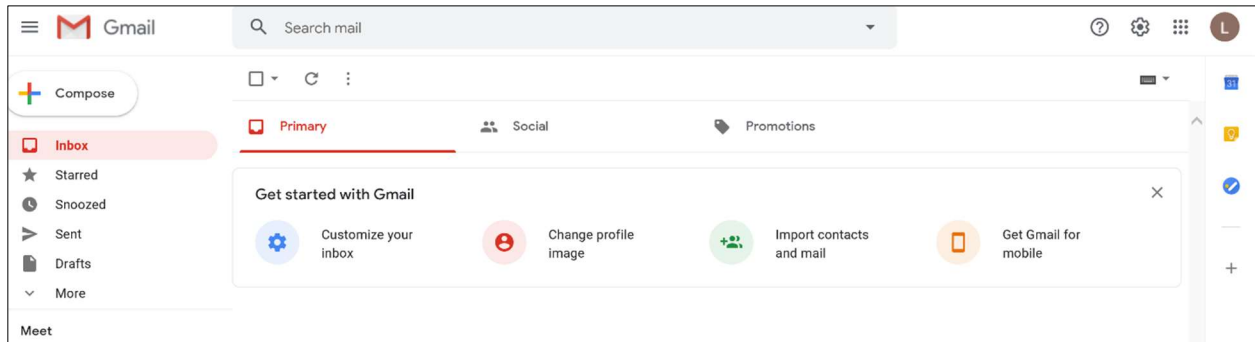 Gmail
Search mail
L
Compose
31
Primary
Social
Promotions
Inbox
Starred
Get started with Gmail
Snoozed
Customize your
inbox
Change profile
image
Import contacts
and mail
Get Gmail for
mobile
Sent
Drafts
More
Meet